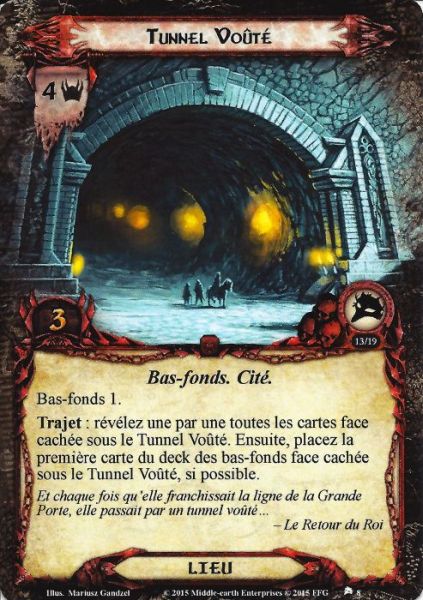 Tunnel Voûté
4
3
13/19
Bas-fonds. Cité.
Bas-fonds 1.
Trajet : révélez une par une toutes les cartes face
cachée sous le Tunnel Voûté. Ensuite, placez la
première carte du deck des bas-fonds face cachée
sous le Tunnel Voûté, si possible.
Et chaque fois qu'elle franchissait la ligne de la Grande
Porte, elle passait par un tunnel voûté…
– Le Retour du Roi
LIEU
Illus. Mariusz Gandzel © 2015 Middle-earth Enterprises © 2015 FFG 8